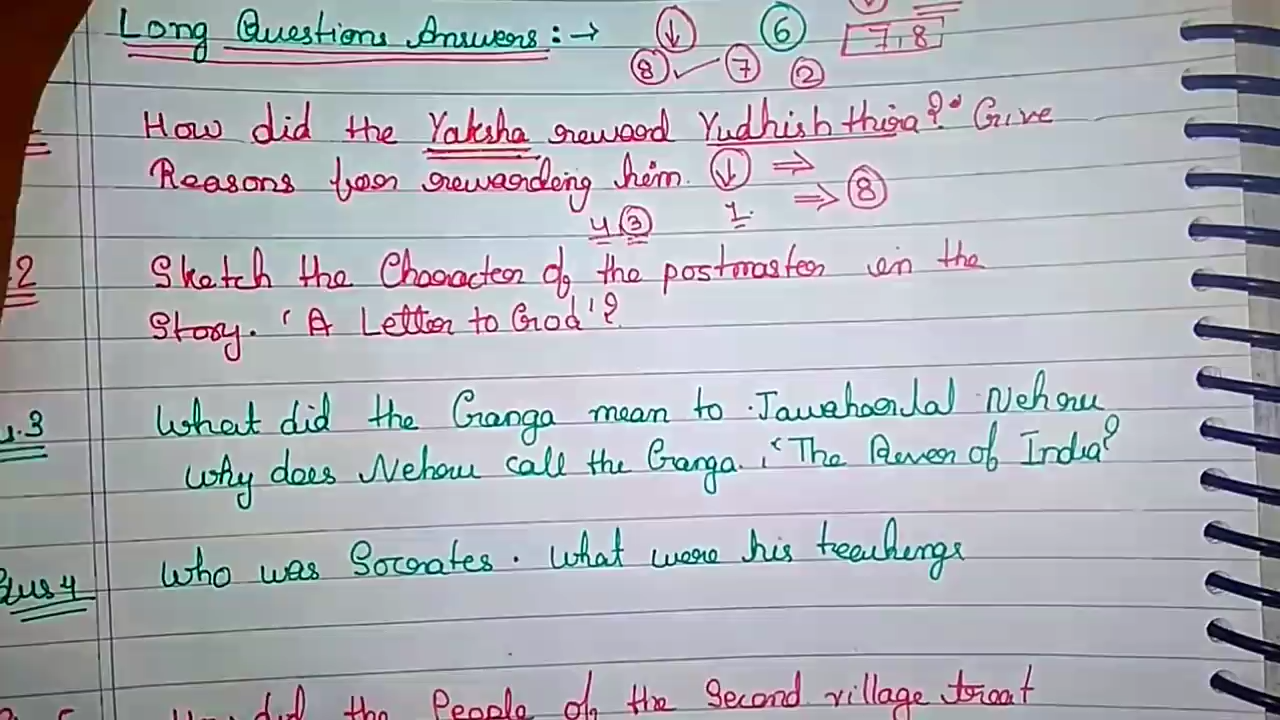 Long Questions Answers :→ ↓ 6 7,8
8 ✓ 7 2
How did the Yaksha reward Yudhishthira? Give
Reasons for rewarding him. ↓ ⇒
⇒ 8
4 3 1.
.2 Sketch the Character of the postmaster in the
Story. 'A Letter to God'?
.3 What did the Ganga mean to Jawaharlal Nehru
Why does Nehru call the Ganga. 'The River of India?
Qus 4 Who was Socrates. What were his teachings
How did the People of the Second village treat